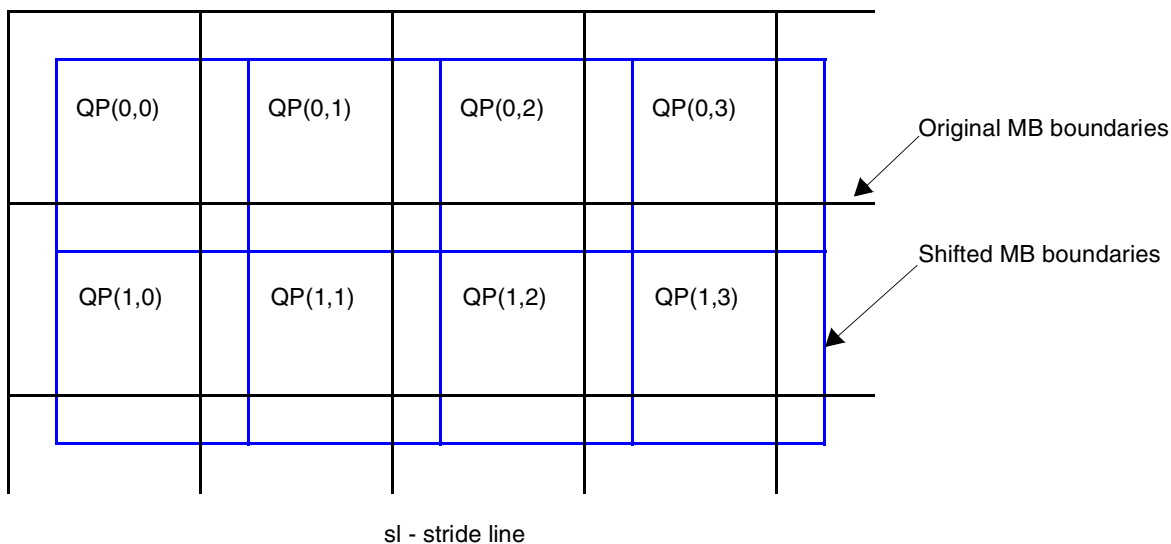 QP(0,0) QP(0,1) QP(0,2) QP(0,3)
Original MB boundaries
Shifted MB boundaries
QP(1,0) QP(1,1) QP(1,2) QP(1,3)
sl - stride line